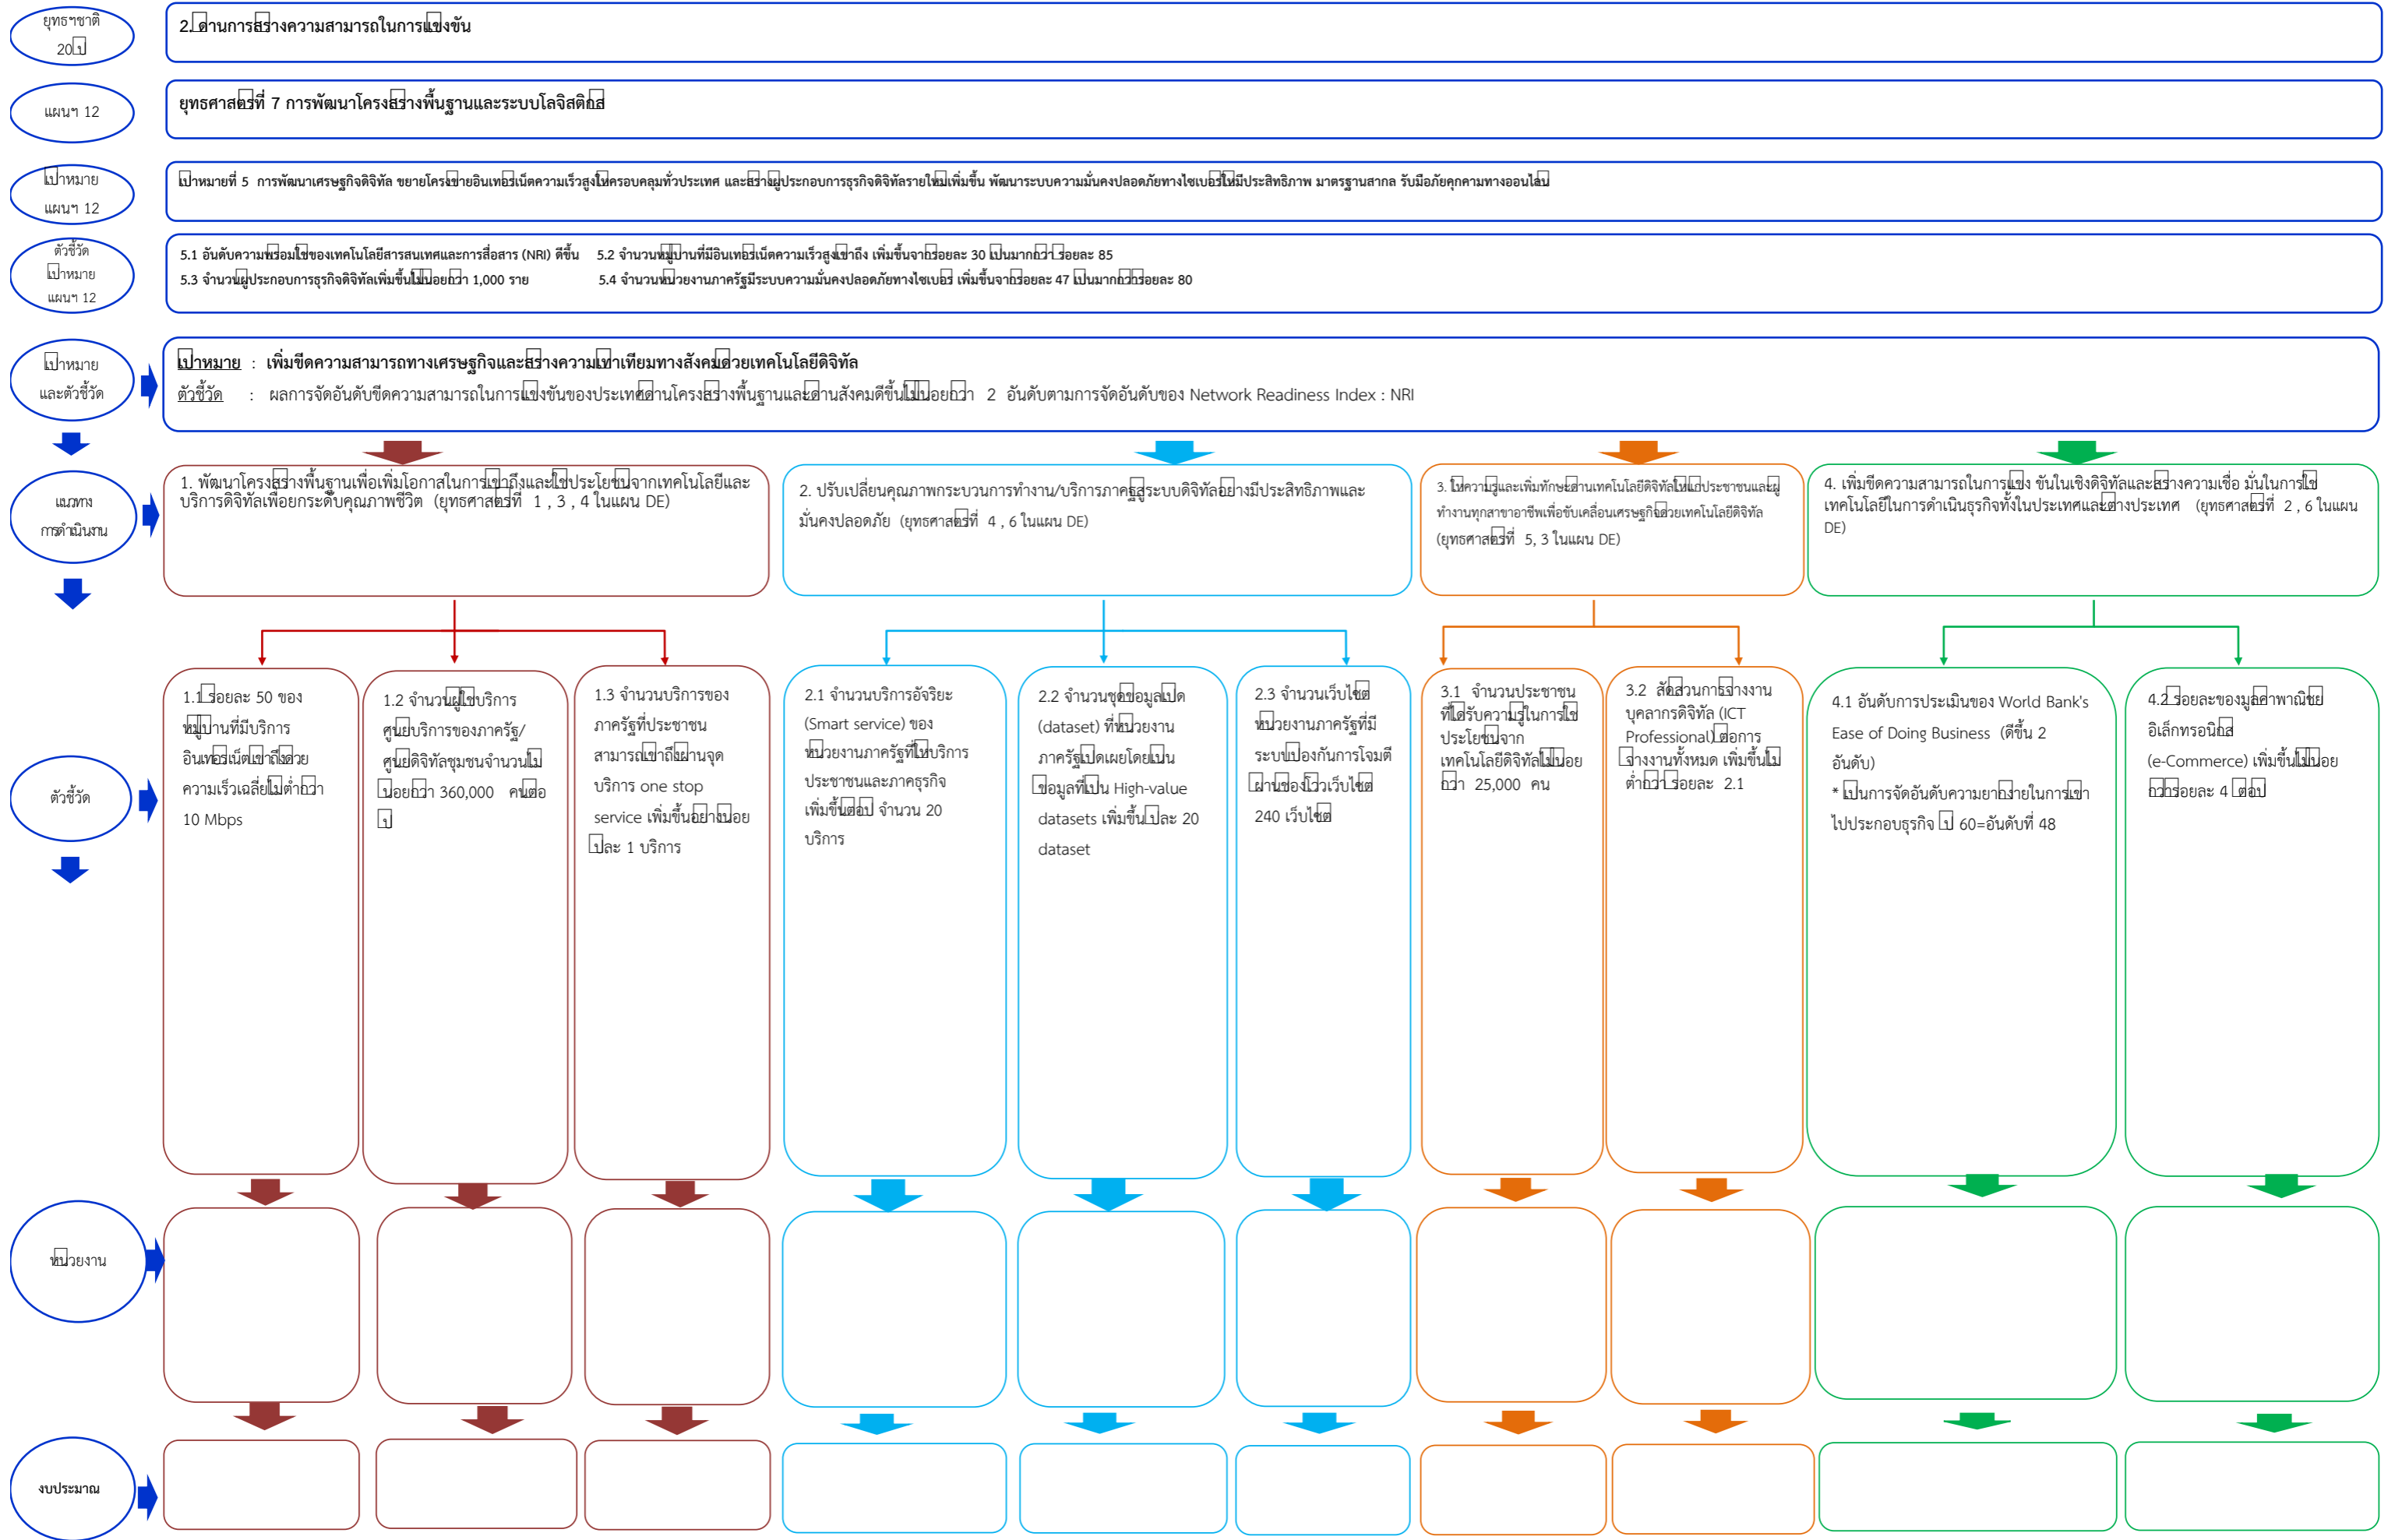 ยุทธฯชาติ
20 ปี
2. ด้านการสร้างความสามารถในการแข่งขัน
แผนฯ 12
ยุทธศาสตร์ที่ 7 การพัฒนาโครงสร้างพื้นฐานและระบบโลจิสติกส์
เป้าหมาย
แผนฯ 12
เป้าหมายที่ 5 การพัฒนาเศรษฐกิจดิจิทัล ขยายโครงข่ายอินเทอร์เน็ตความเร็วสูงให้ครอบคลุมทั่วประเทศ และสร้างผู้ประกอบการธุรกิจดิจิทัลรายใหม่เพิ่มขึ้น พัฒนาระบบความมั่นคงปลอดภัยทางไซเบอร์ให้มีประสิทธิภาพ มาตรฐานสากล รับมือภัยคุกคามทางออนไลน์
ตัวชี้วัด
เป้าหมาย
แผนฯ 12
5.1 อันดับความพร้อมใช้ของเทคโนโลยีสารสนเทศและการสื่อสาร (NRI) ดีขึ้น 5.2 จำนวนหมู่บ้านที่มีอินเทอร์เน็ตความเร็วสูงเข้าถึง เพิ่มขึ้นจากร้อยละ 30 เป็นมากกว่า ร้อยละ 85
5.3 จำนวนผู้ประกอบการธุรกิจดิจิทัลเพิ่มขึ้นไม่น้อยกว่า 1,000 ราย 5.4 จำนวนหน่วยงานภาครัฐมีระบบความมั่นคงปลอดภัยทางไซเบอร์ เพิ่มขึ้นจากร้อยละ 47 เป็นมากกว่าร้อยละ 80
เป้าหมาย
และตัวชี้วัด
เป้าหมาย : เพิ่มขีดความสามารถทางเศรษฐกิจและสร้างความเท่าเทียมทางสังคมด้วยเทคโนโลยีดิจิทัล
ตัวชี้วัด : ผลการจัดอันดับขีดความสามารถในการแข่งขันของประเทศด้านโครงสร้างพื้นฐานและด้านสังคมดีขึ้นไม่น้อยกว่า 2 อันดับตามการจัดอันดับของ Network Readiness Index : NRI
แนวทาง
การดำเนินงาน
1. พัฒนาโครงสร้างพื้นฐานเพื่อเพิ่มโอกาสในการเข้าถึงและใช้ประโยชน์จากเทคโนโลยีและ
บริการดิจิทัลเพื่อยกระดับคุณภาพชีวิต (ยุทธศาสตร์ที่ 1 , 3 , 4 ในแผน DE)
2. ปรับเปลี่ยนคุณภาพกระบวนการทำงาน/บริการภาครัฐสู่ระบบดิจิทัลอย่างมีประสิทธิภาพและ
มั่นคงปลอดภัย (ยุทธศาสตร์ที่ 4 , 6 ในแผน DE)
3. ให้ความรู้และเพิ่มทักษะด้านเทคโนโลยีดิจิทัลให้แก่ประชาชนและผู้
ทำงานทุกสาขาอาชีพเพื่อขับเคลื่อนเศรษฐกิจด้วยเทคโนโลยีดิจิทัล
(ยุทธศาสตร์ที่ 5, 3 ในแผน DE)
4. เพิ่มขีดความสามารถในการแข่ง ขันในเชิงดิจิทัลและสร้างความเชื่อ มั่นในการใช้
เทคโนโลยีในการดำเนินธุรกิจทั้งในประเทศและต่างประเทศ (ยุทธศาสตร์ที่ 2 , 6 ในแผน
DE)
ตัวชี้วัด
1.1 ร้อยละ 50 ของ
หมู่บ้านที่มีบริการ
อินเทอร์เน็ตเข้าถึงด้วย
ความเร็วเฉลี่ยไม่ต่ำกว่า
10 Mbps
1.2 จำนวนผู้ใช้บริการ
ศูนย์บริการของภาครัฐ/
ศูนย์ดิจิทัลชุมชนจำนวนไม่
น้อยกว่า 360,000 คนต่อ
ปี
1.3 จำนวนบริการของ
ภาครัฐที่ประชาชน
สามารถเข้าถึงผ่านจุด
บริการ one stop
service เพิ่มขึ้นอย่างน้อย
ปีละ 1 บริการ
2.1 จำนวนบริการอัจริยะ
(Smart service) ของ
หน่วยงานภาครัฐที่ให้บริการ
ประชาชนและภาคธุรกิจ
เพิ่มขึ้นต่อปี จำนวน 20
บริการ
2.2 จำนวนชุดข้อมูลเปิด
(dataset) ที่หน่วยงาน
ภาครัฐเปิดเผยโดยเป็น
ข้อมูลที่เป็น High-value
datasets เพิ่มขึ้น ปีละ 20
dataset
2.3 จำนวนเว็บไซต์
หน่วยงานภาครัฐที่มี
ระบบป้องกันการโจมตี
ผ่านช่องโหว่เว็บไซต์
240 เว็บไซต์
3.1 จำนวนประชาชน
ที่ได้รับความรู้ในการใช้
ประโยชน์จาก
เทคโนโลยีดิจิทัลไม่น้อย
กว่า 25,000 คน
3.2 สัดส่วนการจ้างงาน
บุคลากรดิจิทัล (ICT
Professional) ต่อการ
จ้างงานทั้งหมด เพิ่มขึ้นไม่
ต่ำกว่า ร้อยละ 2.1
4.1 อันดับการประเมินของ World Bank's
Ease of Doing Business (ดีขึ้น 2
อันดับ)
* เป็นการจัดอันดับความยากง่ายในการเข้า
ไปประกอบธุรกิจ ปี 60=อันดับที่ 48
4.2 ร้อยละของมูลค่าพาณิชย์
อิเล็กทรอนิกส์
(e-Commerce) เพิ่มขึ้นไม่น้อย
กว่าร้อยละ 4 ต่อปี
หน่วยงาน
งบประมาณ